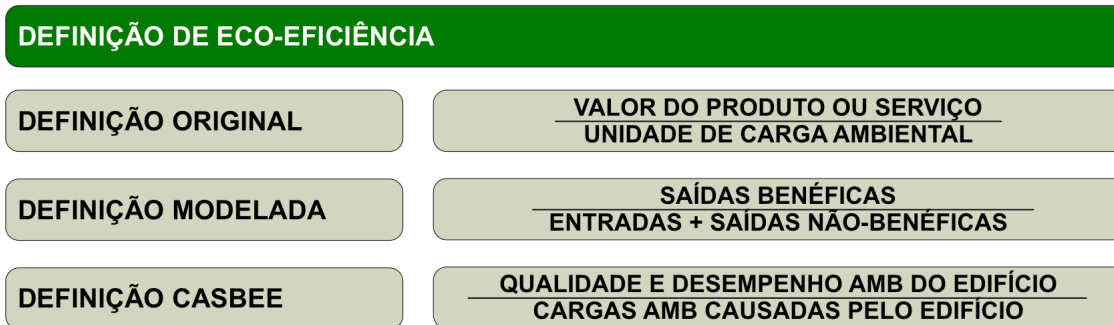 DEFINIÇÃO DE ECO-EFICIÊNCIA
DEFINIÇÃO ORIGINAL
VALOR DO PRODUTO OU SERVIÇO
UNIDADE DE CARGA AMBIENTAL
DEFINIÇÃO MODELADA
SAÍDAS BENÉFICAS
ENTRADAS + SAÍDAS NÃO-BENÉFICAS
DEFINIÇÃO CASBEE
QUALIDADE E DESEMPENHO AMB DO EDIFÍCIO
CARGAS AMB CAUSADAS PELO EDIFÍCIO